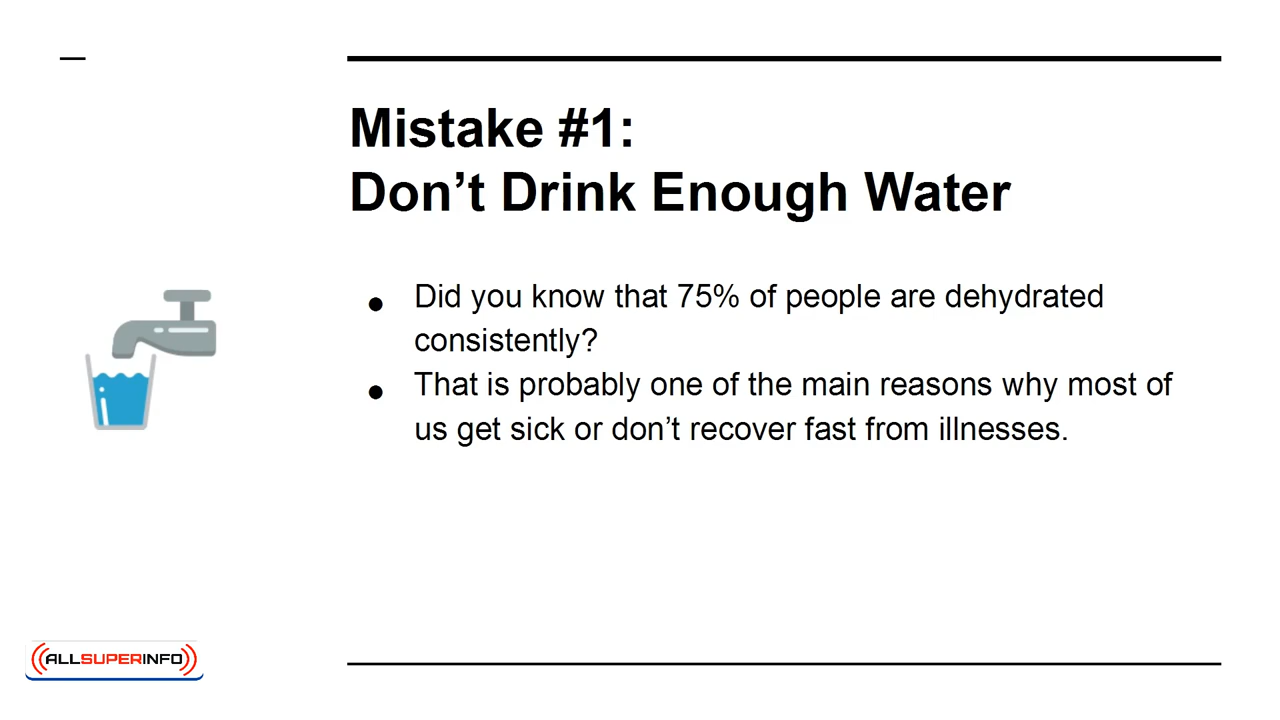 Mistake #1:
Don’t Drink Enough Water
● Did you know that 75% of people are dehydrated
consistently?
● That is probably one of the main reasons why most of
us get sick or don’t recover fast from illnesses.
ALLSUPERINFO